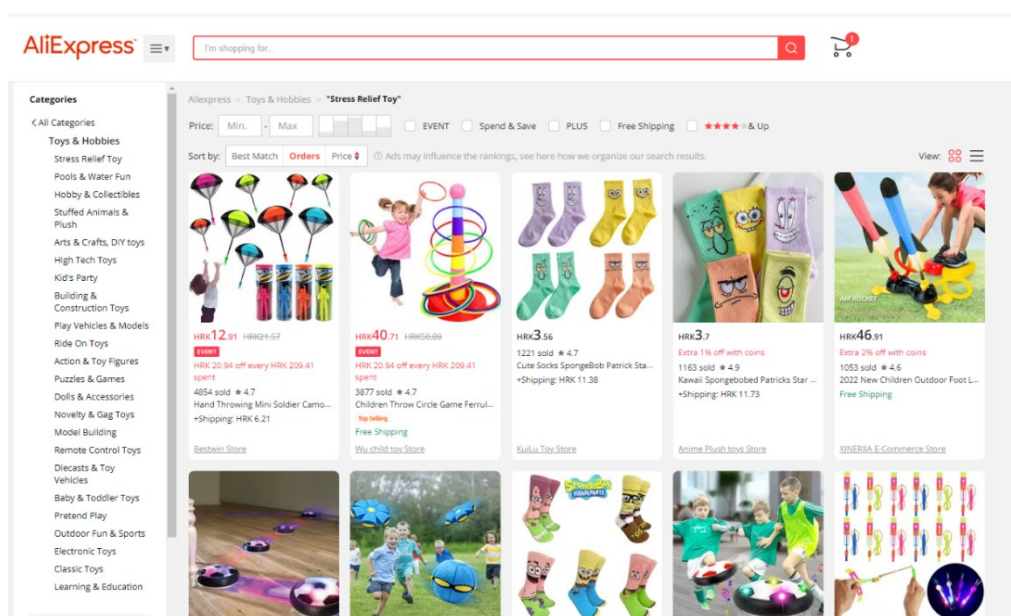 AliExpress
I'm shopping for...
1
Categories
< All Categories
Toys & Hobbies
Stress Relief Toy
Pools & Water Fun
Hobby & Collectibles
Stuffed Animals &
Plush
Arts & Crafts, DIY toys
High Tech Toys
Kid's Party
Building &
Construction Toys
Play Vehicles & Models
Ride On Toys
Action & Toy Figures
Puzzles & Games
Dolls & Accessories
Novelty & Gag Toys
Model Building
Remote Control Toys
Diecasts & Toy
Vehicles
Baby & Toddler Toys
Pretend Play
Outdoor Fun & Sports
Electronic Toys
Classic Toys
Learning & Education
Aliexpress > Toys & Hobbies > "Stress Relief Toy"
Price: Min. - Max EVENT Spend & Save PLUS Free Shipping & Up
Sort by: Best Match Orders Price Ads may influence the rankings, see here how we organize our search results. View:
HRK12.91 HRK21.57
EVENT
HRK 20.94 off every HRK 209.41
spent
4854 sold ★ 4.7
Hand Throwing Mini Soldier Camo...
+Shipping: HRK 6.21
Bestwin Store
HRK40.71 HRK50.89
EVENT
HRK 20.94 off every HRK 209.41
spent
3877 sold ★ 4.7
Children Throw Circle Game Ferrul...
Top Selling
Free Shipping
Wu child toy Store
HRK3.56
1221 sold ★ 4.7
Cute Socks SpongeBob Patrick Sta...
+Shipping: HRK 11.38
KuiLu Toy Store
HRK3.7
Extra 1% off with coins
1163 sold ★ 4.9
Kawaii Spongebobed Patricks Star ...
+Shipping: HRK 11.73
Anime Plush toys Store
AIR ROCKET
HRK46.91
Extra 2% off with coins
1053 sold ★ 4.6
2022 New Children Outdoor Foot L...
Free Shipping
XINERJIA E-Commerce Store
SpongeBob
SQUAREPANTS